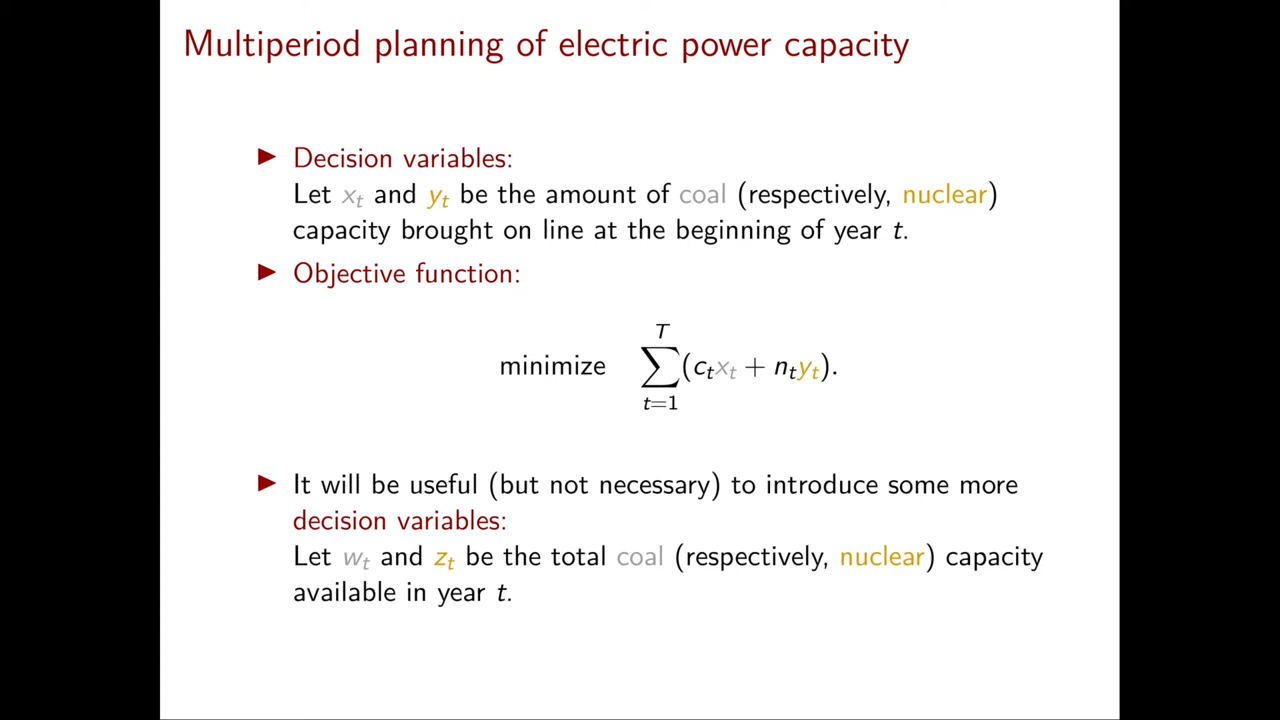 Multiperiod planning of electric power capacity
▶ Decision variables:
Let xₜ and yₜ be the amount of coal (respectively, nuclear)
capacity brought on line at the beginning of year t.
▶ Objective function:
minimize ∑_{t=1}^{T} (cₜxₜ + nₜyₜ).
▶ It will be useful (but not necessary) to introduce some more
decision variables:
Let wₜ and zₜ be the total coal (respectively, nuclear) capacity
available in year t.